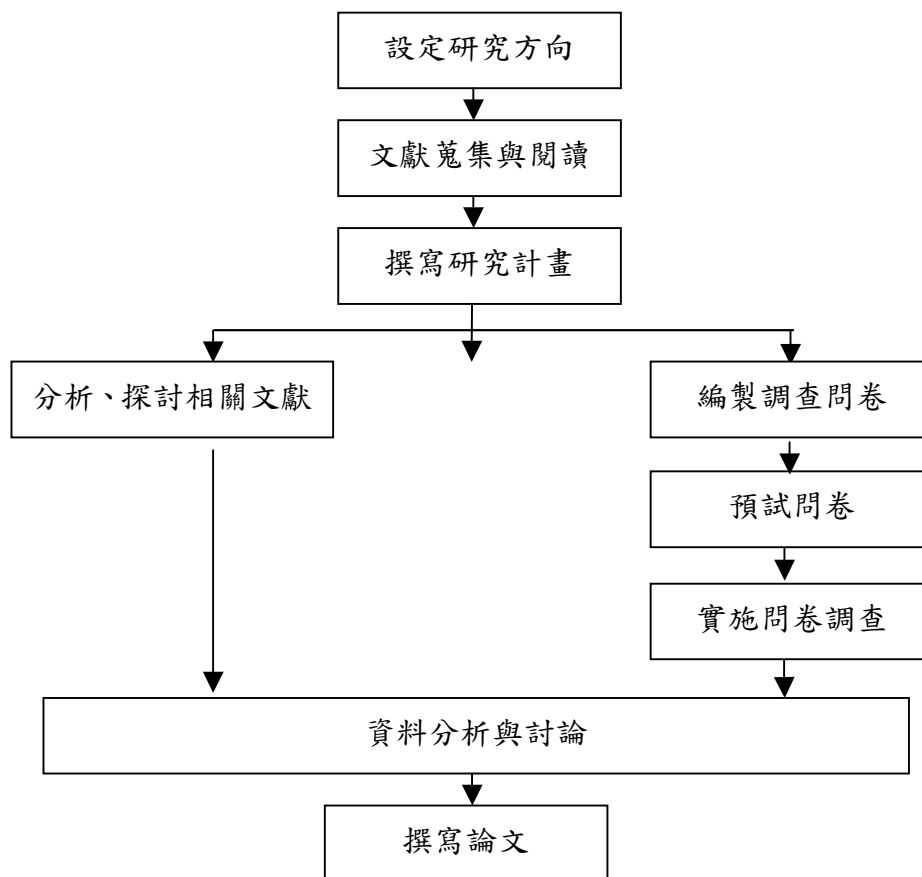 設定研究方向
文獻蒐集與閱讀
撰寫研究計畫
分析、探討相關文獻
編製調查問卷
預試問卷
實施問卷調查
資料分析與討論
撰寫論文